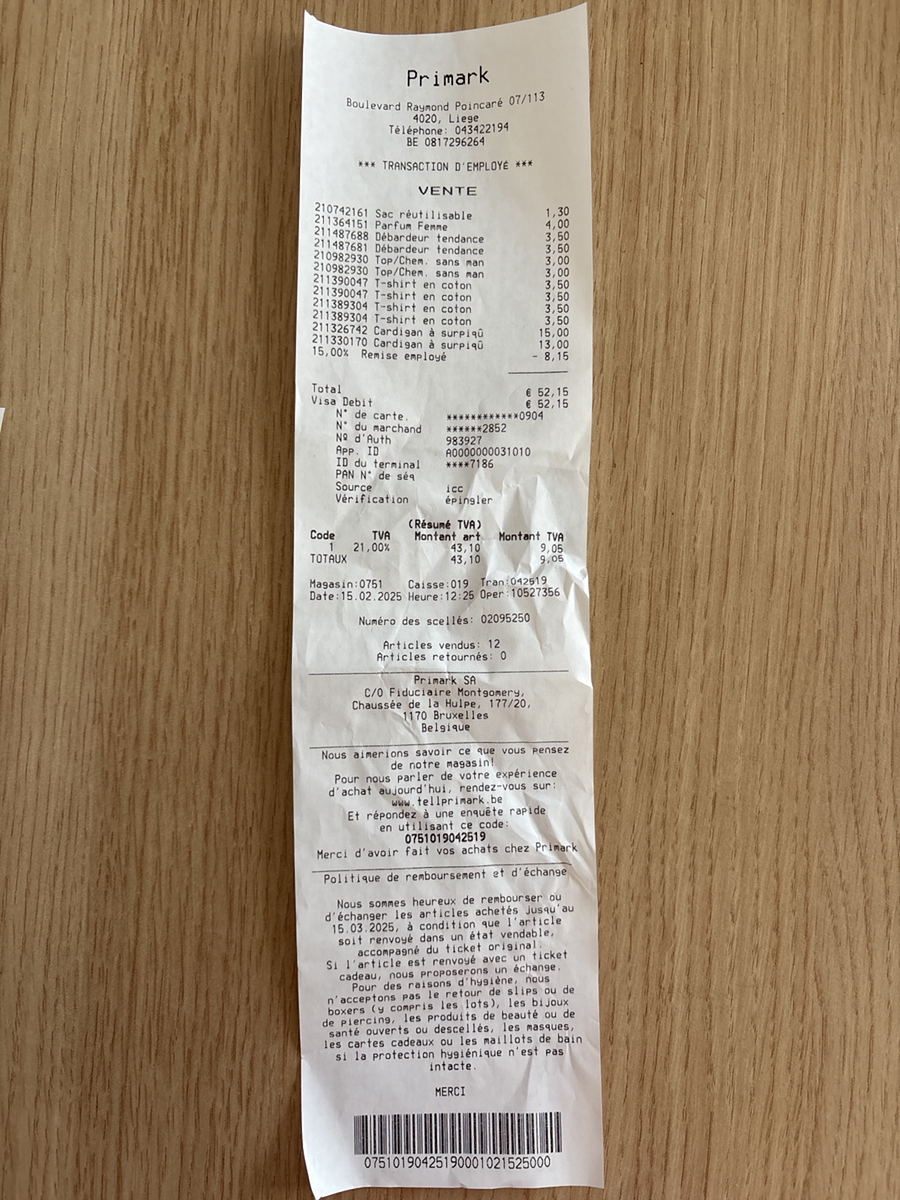 Primark
Boulevard Raymond Poincaré 07/113
4020, Liege
Téléphone: 043422194
BE 0817296264
*** TRANSACTION D'EMPLOYÉ ***
VENTE
210742161 Sac réutilisable 1,30
211364151 Parfum Femme 4,00
211487688 Débardeur tendance 3,50
211487681 Débardeur tendance 3,50
210982930 Top/Chem. sans man 3,00
210982930 Top/Chem. sans man 3,00
211390047 T-shirt en coton 3,50
211390047 T-shirt en coton 3,50
211389304 T-shirt en coton 3,50
211389304 T-shirt en coton 3,50
211326742 Cardigan à surpiqû 15,00
211330170 Cardigan à surpiqû 13,00
15,00% Remise employé - 8,15
Total € 52,15
Visa Debit € 52,15
N° de carte. ************0904
N° du marchand ******2852
Nº d'Auth 983927
App. ID A0000000031010
ID du terminal ****7186
PAN N° de séq
Source icc
Vérification épingler
(Résumé TVA)
Code TVA Montant art Montant TVA
1 21,00% 43,10 9,05
TOTAUX 43,10 9,05
Magasin:0751 Caisse:019 Tran:042519
Date:15.02.2025 Heure:12:25 Oper:10527356
Numéro des scellés: 02095250
Articles vendus: 12
Articles retournés: 0
Primark SA
C/O Fiduciaire Montgomery,
Chaussée de la Hulpe, 177/20,
1170 Bruxelles
Belgique
Nous aimerions savoir ce que vous pensez
de notre magasin!
Pour nous parler de votre expérience
d'achat aujourd'hui, rendez-vous sur:
www.tellprimark.be
Et répondez à une enquête rapide
en utilisant ce code:
0751019042519
Merci d'avoir fait vos achats chez Primark
Politique de remboursement et d'échange
Nous sommes heureux de rembourser ou
d'échanger les articles achetés jusqu'au
15.03.2025, à condition que l'article
soit renvoyé dans un état vendable,
accompagné du ticket original.
Si l'article est renvoyé avec un ticket
cadeau, nous proposerons un échange.
Pour des raisons d'hygiène, nous
n'acceptons pas le retour de slips ou de
boxers (y compris les lots), les bijoux
de piercing, les produits de beauté ou de
santé ouverts ou descellés, les masques,
les cartes cadeaux ou les maillots de bain
si la protection hygiénique n'est pas
intacte.
MERCI
07510190425190001021525000